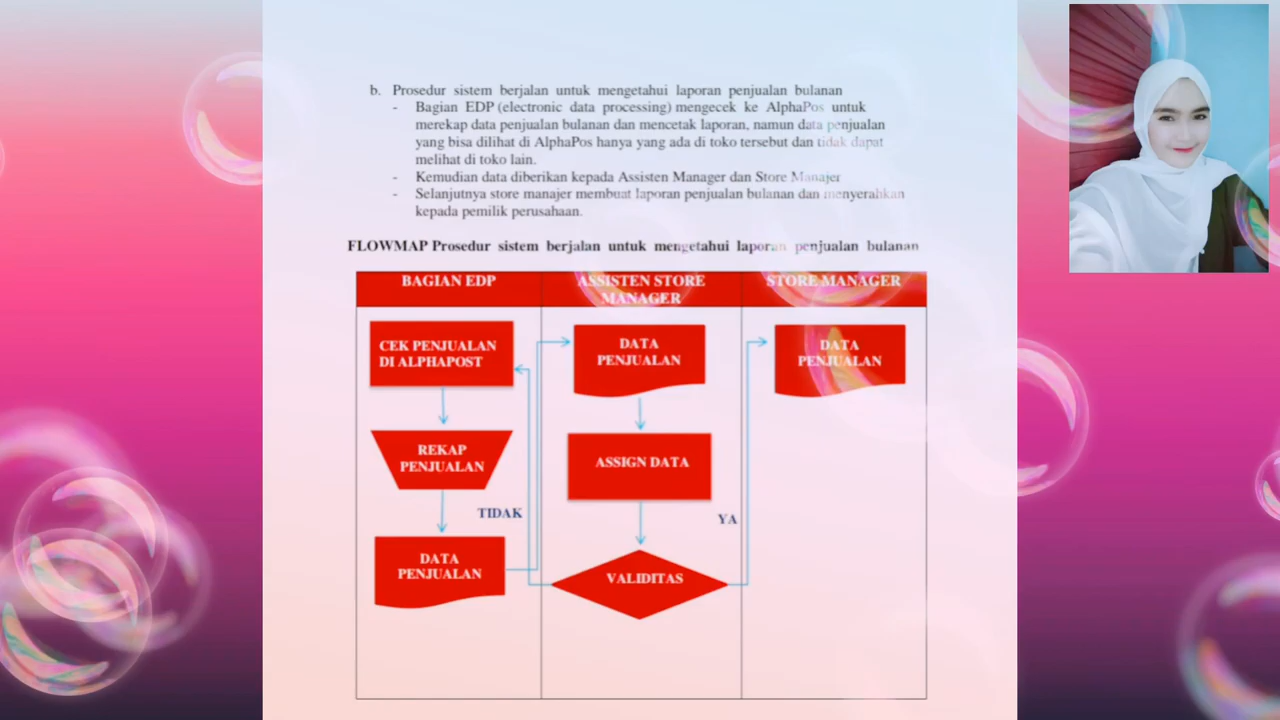 b. Prosedur sistem berjalan untuk mengetahui laporan penjualan bulanan
- Bagian EDP (electronic data processing) mengecek ke AlphaPos untuk
merekap data penjualan bulanan dan mencetak laporan, namun data penjualan
yang bisa dilihat di AlphaPos hanya yang ada di toko tersebut dan tidak dapat
melihat di toko lain.
- Kemudian data diberikan kepada Assisten Manager dan Store Manajer
- Selanjutnya store manajer membuat laporan penjualan bulanan dan menyerahkan
kepada pemilik perusahaan.
FLOWMAP Prosedur sistem berjalan untuk mengetahui laporan penjualan bulanan
BAGIAN EDP
ASSISTEN STORE
MANAGER
STORE MANAGER
CEK PENJUALAN
DI ALPHAPOST
REKAP
PENJUALAN
TIDAK
DATA
PENJUALAN
DATA
PENJUALAN
ASSIGN DATA
YA
VALIDITAS
DATA
PENJUALAN